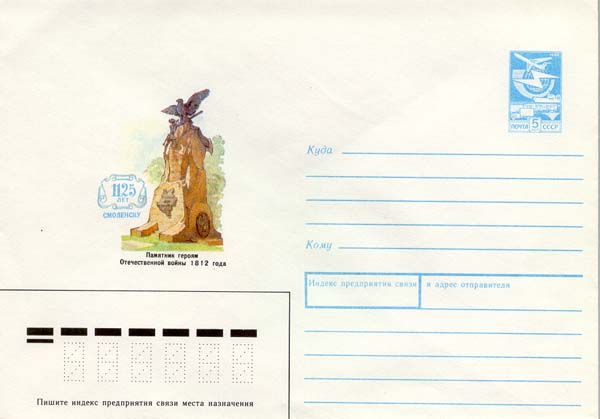 ПОЧТА 5 СССР
Куда
1125
ЛЕТ
СМОЛЕНСКУ
Кому
Памятник героям
Отечественной войны 1812 года
Индекс предприятия связи и адрес отправителя
Пишите индекс предприятия связи места назначения